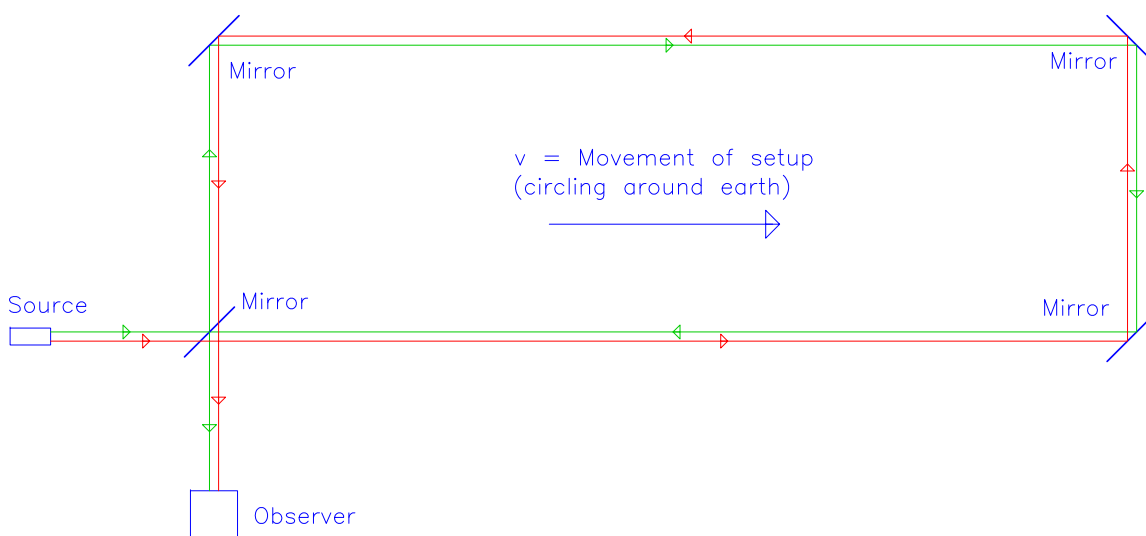 Mirror
Mirror
v = Movement of setup
(circling around earth)
Source
Mirror
Mirror
Observer